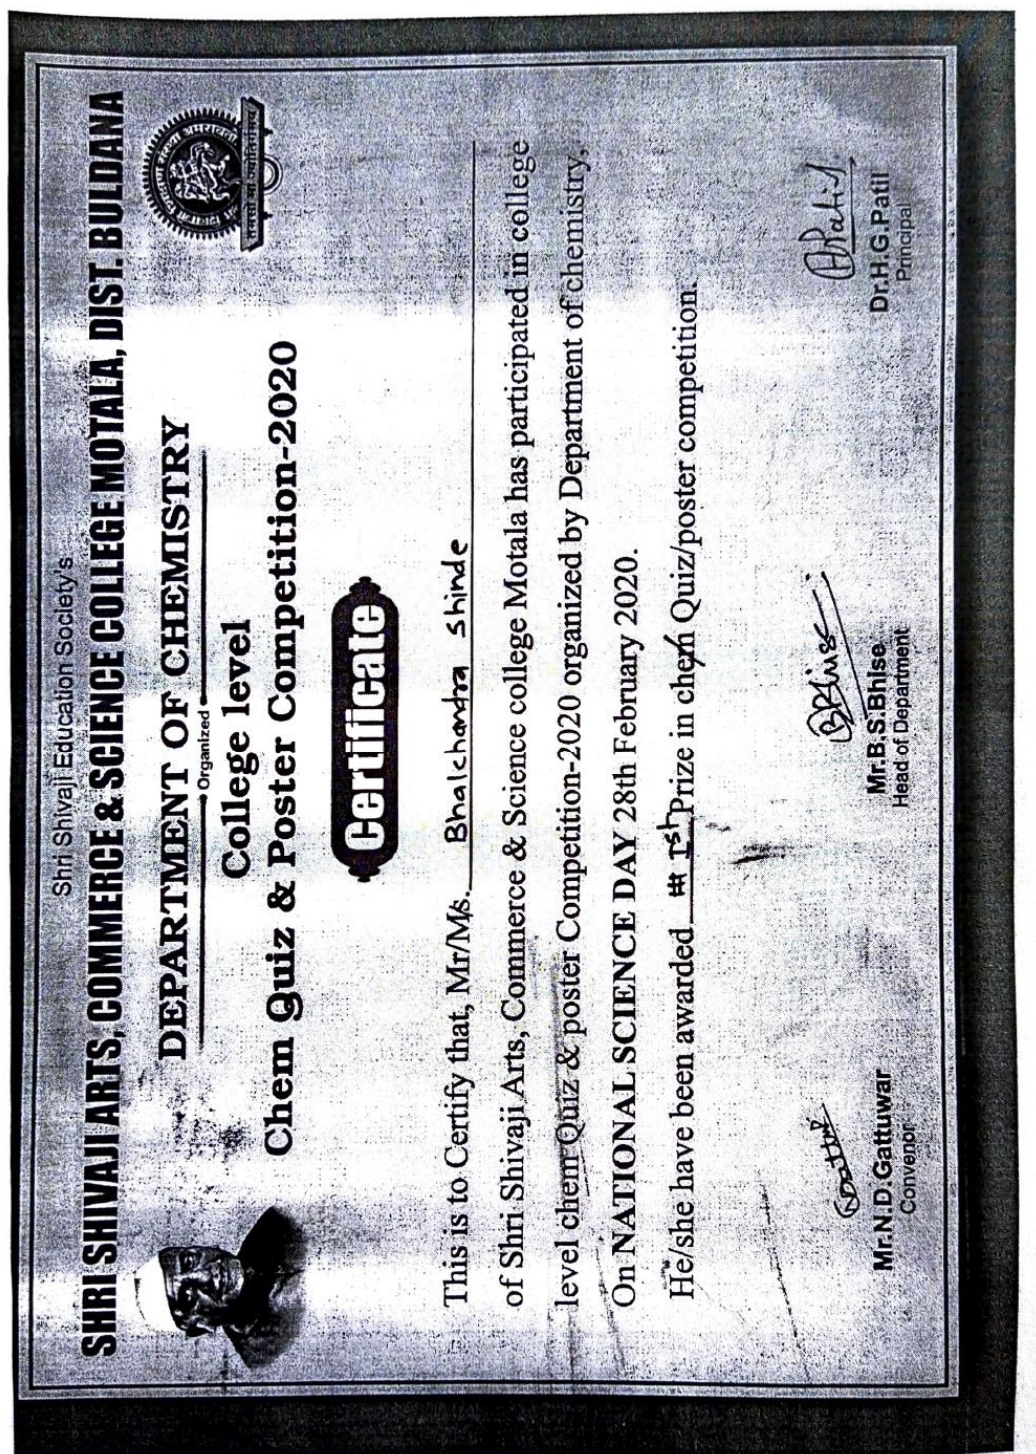 Shri Shivaji Education Society's
SHRI SHIVAJI ARTS, COMMERCE & SCIENCE COLLEGE MOTALA, DIST. BULDANA
DEPARTMENT OF CHEMISTRY
Organized
College level
Chem Quiz & Poster Competition-2020
Certificate
This is to Certify that, Mr/Ms. Bhalchandra Shinde
of Shri Shivaji Arts, Commerce & Science college Motala has participated in college
level chem Quiz & poster Competition-2020 organized by Department of chemistry,
On NATIONAL SCIENCE DAY 28th February 2020.
He/she have been awarded Ist Prize in chem Quiz/poster competition.
Mr.N.D.Gattuwar
Convenor
Mr.B.S.Bhise
Head of Department
Dr.H.G.Patil
Principal